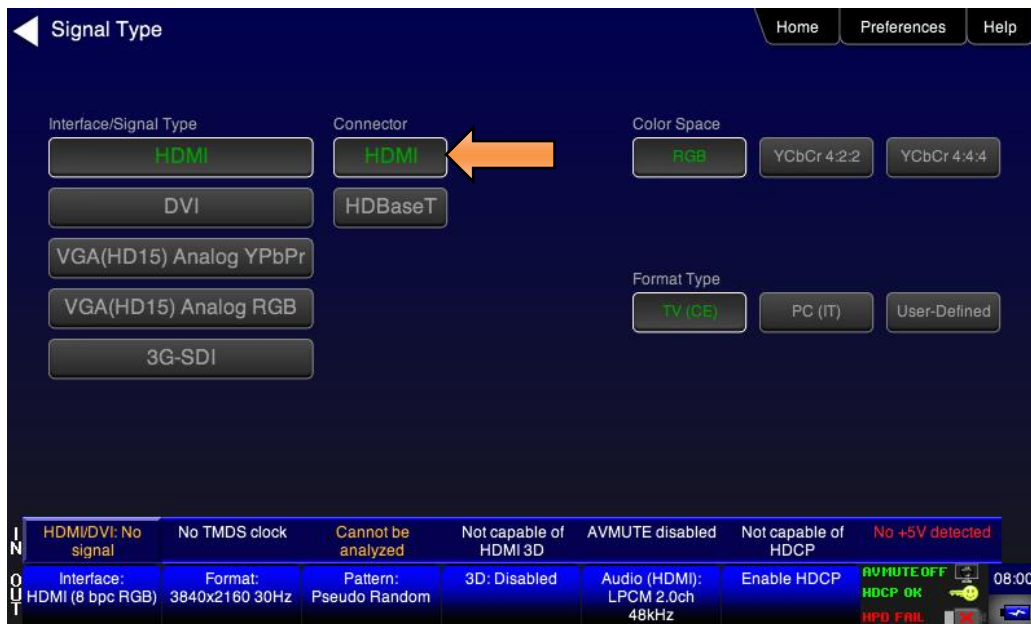 Signal Type
Home
Preferences
Help
Interface/Signal Type
Connector
Color Space
HDMI
HDMI
RGB
YCbCr 4:2:2
YCbCr 4:4:4
DVI
HDBaseT
VGA(HD15) Analog YPbPr
VGA(HD15) Analog RGB
3G-SDI
Format Type
TV (CE)
PC (IT)
User-Defined
IN
HDMI/DVI: No
signal
No TMDS clock
Cannot be
analyzed
Not capable of
HDMI 3D
AVMUTE disabled
Not capable of
HDCP
No +5V detected
OUT
Interface:
HDMI (8 bpc RGB)
Format:
3840x2160 30Hz
Pattern:
Pseudo Random
3D: Disabled
Audio (HDMI):
LPCM 2.0ch
48kHz
Enable HDCP
AVMUTE OFF
HDCP OK
HPD FAIL
08:00